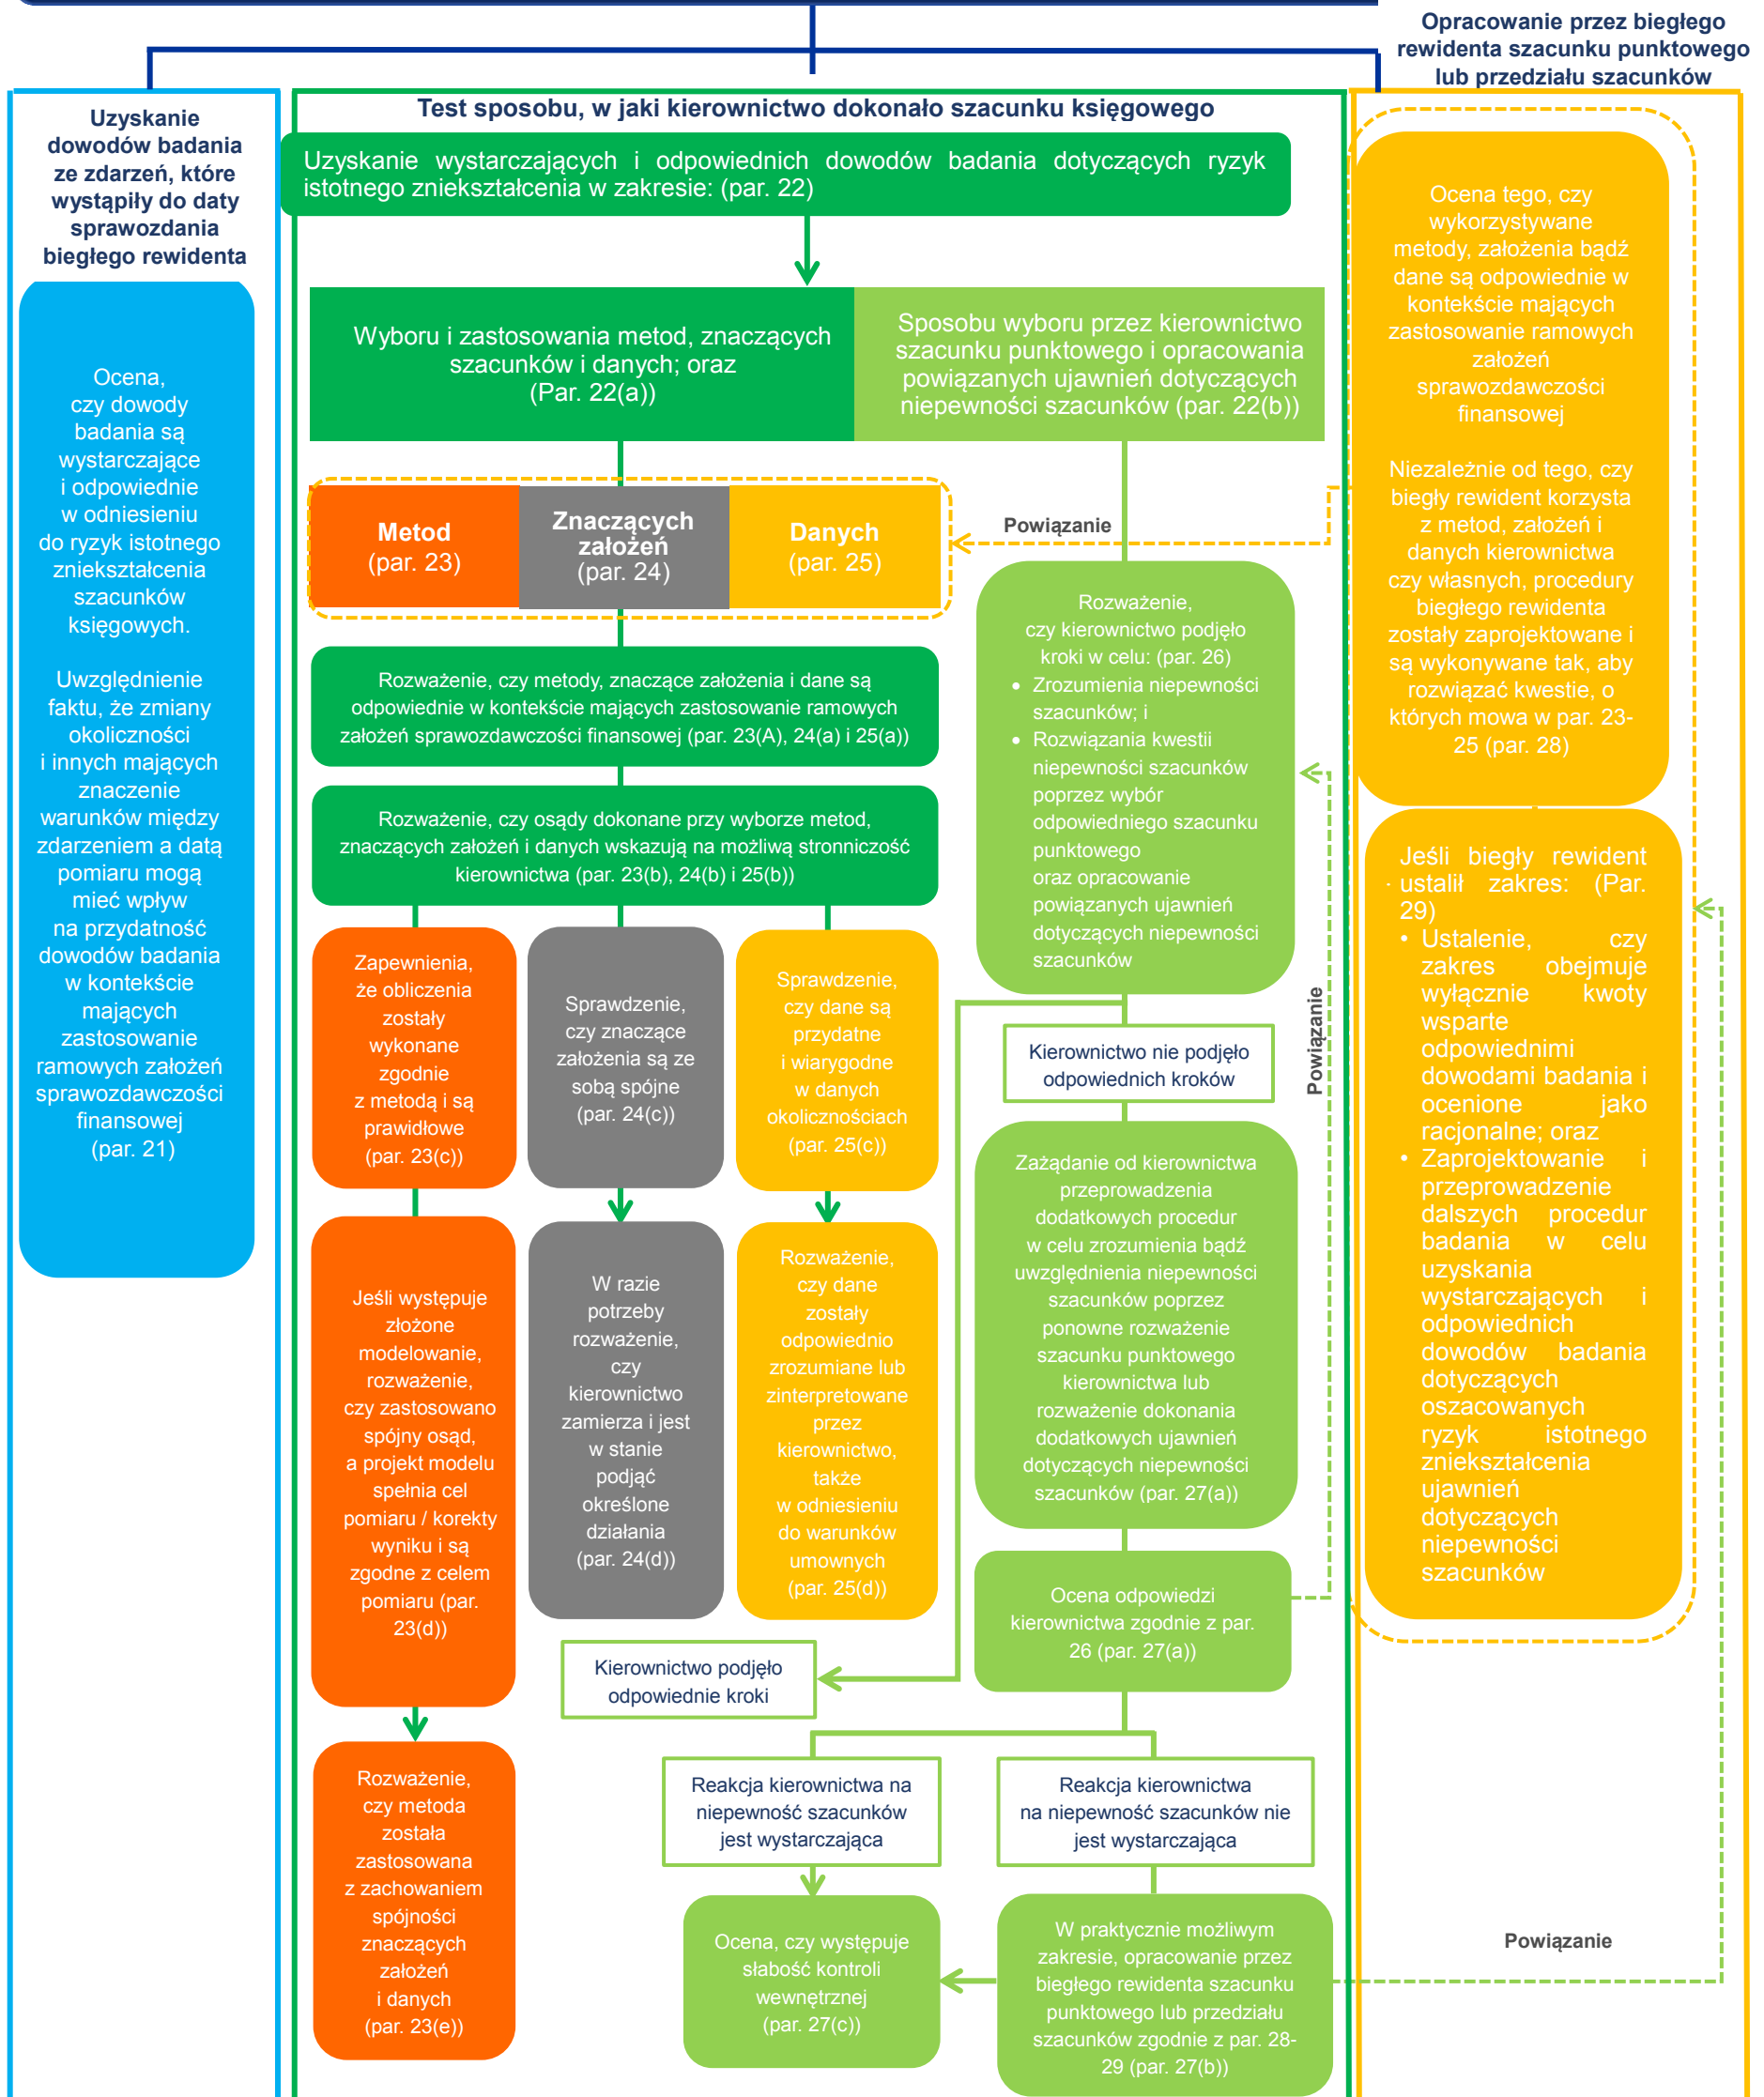 Opracowanie przez biegłego
rewidenta szacunku punktowego
lub przedziału szacunków
Uzyskanie
dowodów badania
ze zdarzeń, które
wystąpiły do daty
sprawozdania
biegłego rewidenta
Ocena,
czy dowody
badania są
wystarczające
i odpowiednie
w odniesieniu
do ryzyk istotnego
zniekształcenia
szacunków
księgowych.
Uwzględnienie
faktu, że zmiany
okoliczności
i innych mających
znaczenie
warunków między
zdarzeniem a datą
pomiaru mogą
mieć wpływ
na przydatność
dowodów badania
w kontekście
mających
zastosowanie
ramowych założeń
sprawozdawczości
finansowej
(par. 21)
Test sposobu, w jaki kierownictwo dokonało szacunku księgowego
Uzyskanie wystarczających i odpowiednich dowodów badania dotyczących ryzyk
istotnego zniekształcenia w zakresie: (par. 22)
Wyboru i zastosowania metod, znaczących
szacunków i danych; oraz
(Par. 22(a))
Sposobu wyboru przez kierownictwo
szacunku punktowego i opracowania
powiązanych ujawnień dotyczących
niepewności szacunków (par. 22(b))
Metod
(par. 23)
Znaczących
założeń
(par. 24)
Danych
(par. 25)
Powiązanie
Rozważenie, czy metody, znaczące założenia i dane są
odpowiednie w kontekście mających zastosowanie ramowych
założeń sprawozdawczości finansowej (par. 23(A), 24(a) i 25(a))
Rozważenie, czy osądy dokonane przy wyborze metod,
znaczących założeń i danych wskazują na możliwą stronniczość
kierownictwa (par. 23(b), 24(b) i 25(b))
Zapewnienia,
że obliczenia
zostały
wykonane
zgodnie
z metodą i są
prawidłowe
(par. 23(c))
Sprawdzenie,
czy znaczące
założenia są ze
sobą spójne
(par. 24(c))
Sprawdzenie,
czy dane są
przydatne
i wiarygodne
w danych
okolicznościach
(par. 25(c))
Jeśli występuje
złożone
modelowanie,
rozważenie,
czy zastosowano
spójny osąd,
a projekt modelu
spełnia cel
pomiaru / korekty
wyniku i są
zgodne z celem
pomiaru (par.
23(d))
W razie
potrzeby
rozważenie,
czy
kierownictwo
zamierza i jest
w stanie
podjąć
określone
działania
(par. 24(d))
Rozważenie,
czy dane
zostały
odpowiednio
zrozumiane lub
zinterpretowane
przez
kierownictwo,
także
w odniesieniu
do warunków
umownych
(par. 25(d))
Rozważenie,
czy metoda
została
zastosowana
z zachowaniem
spójności
znaczących
założeń
i danych
(par. 23(e))
Rozważenie,
czy kierownictwo podjęło
kroki w celu: (par. 26)
• Zrozumienia niepewności
szacunków; i
• Rozwiązania kwestii
niepewności szacunków
poprzez wybór
odpowiedniego szacunku
punktowego
oraz opracowanie
powiązanych ujawnień
dotyczących niepewności
szacunków
Kierownictwo nie podjęło
odpowiednich kroków
Zażądanie od kierownictwa
przeprowadzenia
dodatkowych procedur
w celu zrozumienia bądź
uwzględnienia niepewności
szacunków poprzez
ponowne rozważenie
szacunku punktowego
kierownictwa lub
rozważenie dokonania
dodatkowych ujawnień
dotyczących niepewności
szacunków (par. 27(a))
Ocena odpowiedzi
kierownictwa zgodnie z par.
26 (par. 27(a))
Powiązanie
Kierownictwo podjęło
odpowiednie kroki
Reakcja kierownictwa na
niepewność szacunków
jest wystarczająca
Reakcja kierownictwa
na niepewność szacunków nie
jest wystarczająca
Ocena, czy występuje
słabość kontroli
wewnętrznej
(par. 27(c))
W praktycznie możliwym
zakresie, opracowanie przez
biegłego rewidenta szacunku
punktowego lub przedziału
szacunków zgodnie z par. 28-
29 (par. 27(b))
Ocena tego, czy
wykorzystywane
metody, założenia bądź
dane są odpowiednie w
kontekście mających
zastosowanie ramowych
założeń
sprawozdawczości
finansowej
Niezależnie od tego, czy
biegły rewident korzysta
z metod, założeń i
danych kierownictwa
czy własnych, procedury
biegłego rewidenta
zostały zaprojektowane i
są wykonywane tak, aby
rozwiązać kwestie, o
których mowa w par. 23-
25 (par. 28)
Jeśli biegły rewident
ustalił zakres: (Par.
29)
• Ustalenie, czy
zakres obejmuje
wyłącznie kwoty
wsparte
odpowiednimi
dowodami badania i
ocenione jako
racjonalne; oraz
• Zaprojektowanie i
przeprowadzenie
dalszych procedur
badania w celu
uzyskania
wystarczających i
odpowiednich
dowodów badania
dotyczących
oszacowanych
ryzyk istotnego
zniekształcenia
ujawnień
dotyczących
niepewności
szacunków
Powiązanie